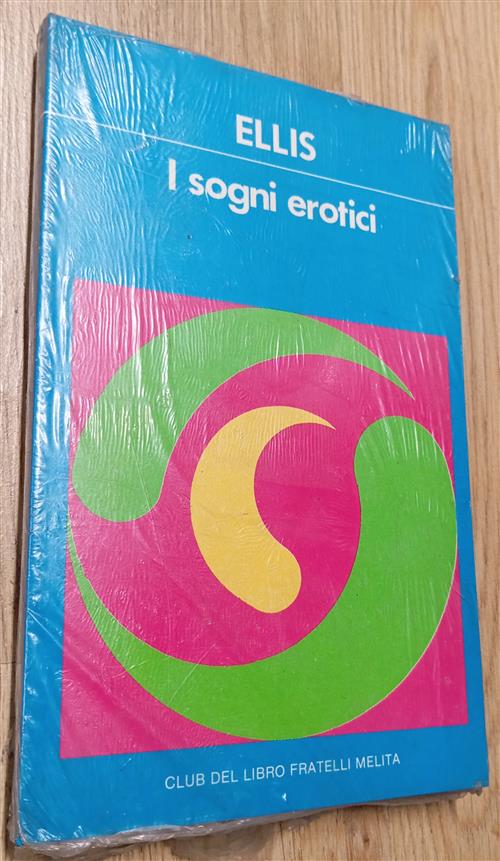 ELLIS
I sogni erotici
CLUB DEL LIBRO FRATELLI MELITA